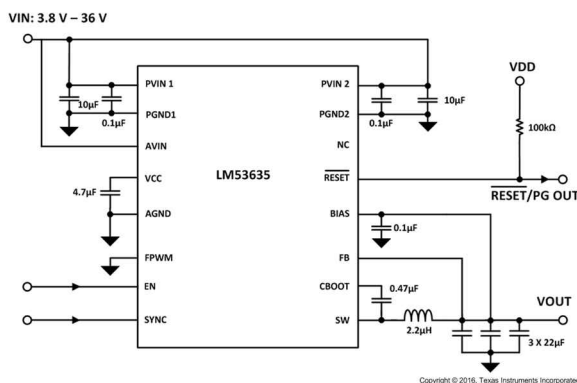 VIN: 3.8 V – 36 V
VDD
PVIN 1
PVIN 2
10µF
10µF
0.1µF
0.1µF
100kΩ
PGND1
PGND2
AVIN
NC
LM53635
VCC
RESET
4.7µF
RESET/PG OUT
AGND
BIAS
0.1µF
FPWM
FB
EN
CBOOT
0.47µF
VOUT
SYNC
SW
2.2µH
3 X 22µF
Copyright © 2016, Texas Instruments Incorporated